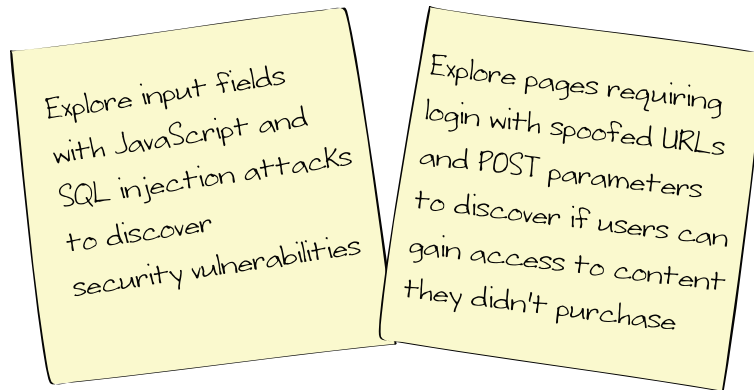 Explore input fields
with JavaScript and
SQL injection attacks
to discover
security vulnerabilities
Explore pages requiring
login with spoofed URLs
and POST parameters
to discover if users can
gain access to content
they didn't purchase